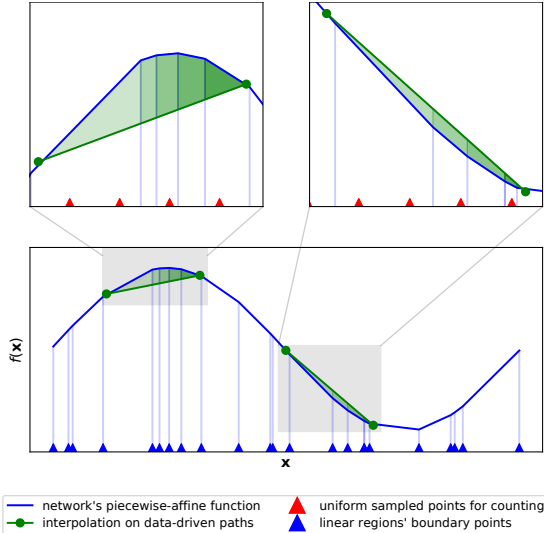 f(x)
x
network's piecewise-affine function
interpolation on data-driven paths
uniform sampled points for counting
linear regions' boundary points